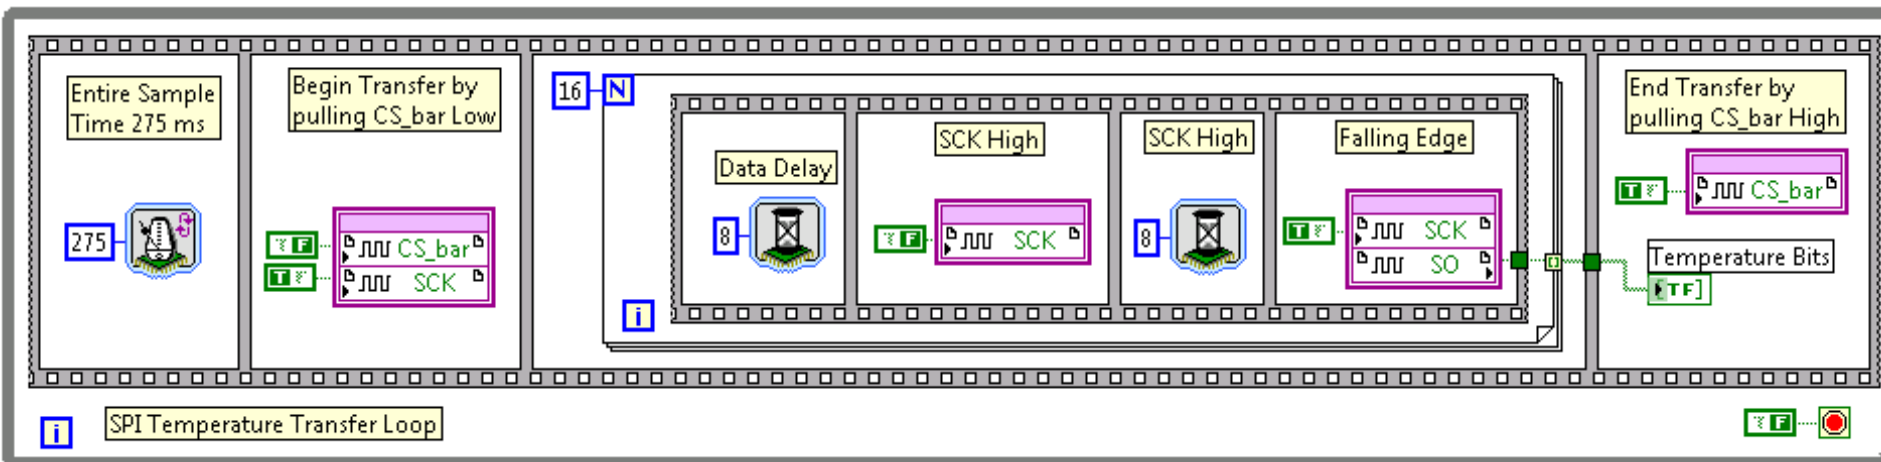 Entire Sample
Time 275 ms
275
Begin Transfer by
pulling CS_bar Low
F
CS_bar
T
SCK
16
N
Data Delay
8
SCK High
F
SCK
SCK High
8
Falling Edge
T
SCK
SO
i
End Transfer by
pulling CS_bar High
T
CS_bar
Temperature Bits
[TF]
i
SPI Temperature Transfer Loop
F